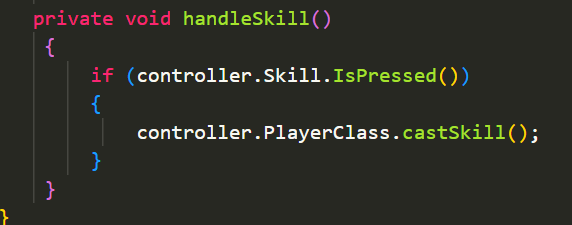 private void handleSkill()
{
if (controller.Skill.IsPressed())
{
controller.PlayerClass.castSkill();
}
}
}